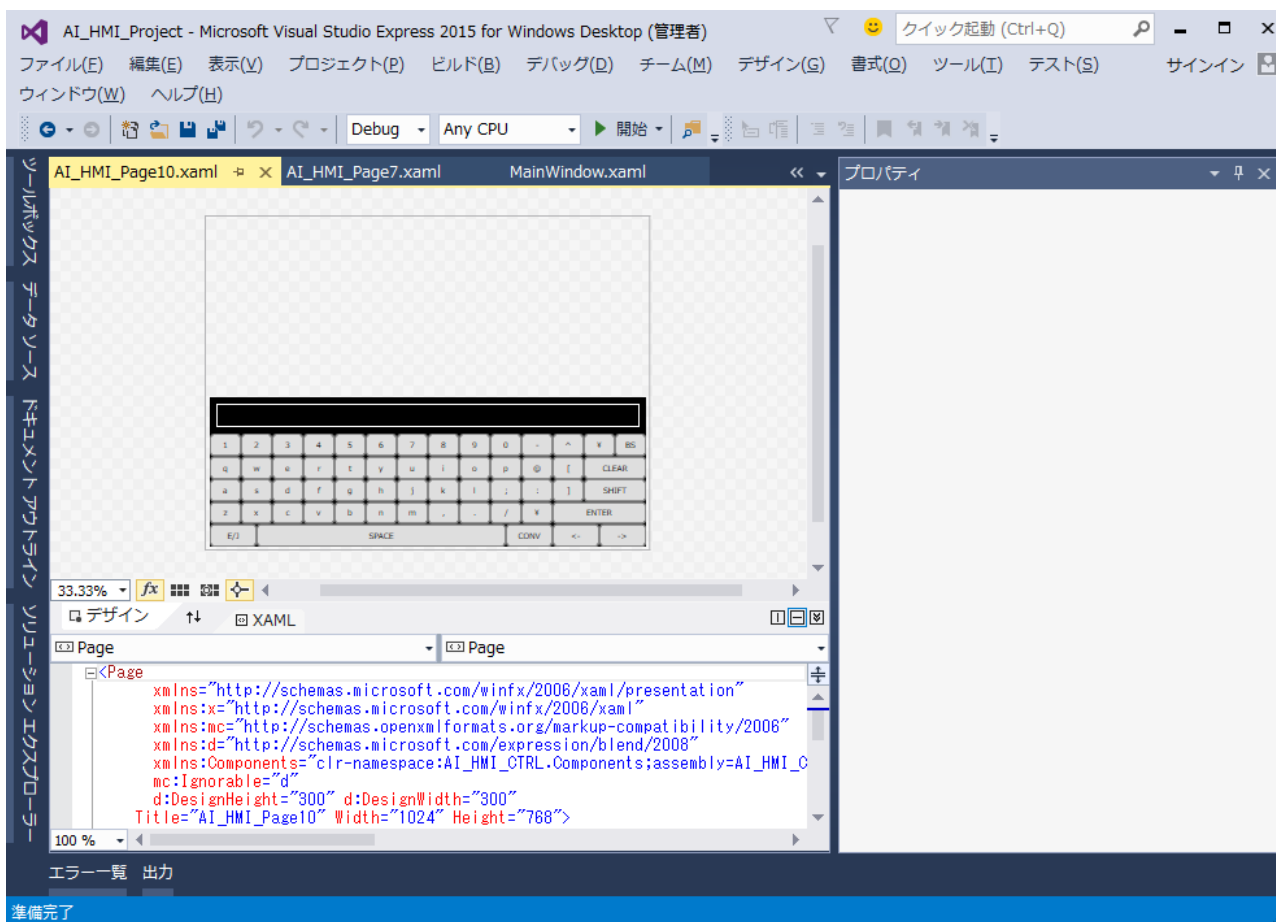 AI_HMI_Project - Microsoft Visual Studio Express 2015 for Windows Desktop (管理者)
クイック起動 (Ctrl+Q)
ファイル(F) 編集(E) 表示(V) プロジェクト(P) ビルド(B) デバッグ(D) チーム(M) デザイン(G) 書式(O) ツール(T) テスト(S) サインイン
ウィンドウ(W) ヘルプ(H)
Debug Any CPU 開始
ツールボックス
データ ソース
ドキュメント アウトライン
ソリューション エクスプローラー
AI_HMI_Page10.xaml AI_HMI_Page7.xaml MainWindow.xaml
プロパティ
1 2 3 4 5 6 7 8 9 0 - ^ ¥ BS
q w e r t y u i o p @ [ CLEAR
a s d f g h j k l ; : ] SHIFT
z x c v b n m , . / ¥ ENTER
E/J SPACE CONV <- ->
33.33% fx
デザイン XAML
Page Page
<Page
xmlns="http://schemas.microsoft.com/winfx/2006/xaml/presentation"
xmlns:x="http://schemas.microsoft.com/winfx/2006/xaml"
xmlns:mc="http://schemas.openxmlformats.org/markup-compatibility/2006"
xmlns:d="http://schemas.microsoft.com/expression/blend/2008"
xmlns:Components="clr-namespace:AI_HMI_CTRL.Components;assembly=AI_HMI_C
mc:Ignorable="d"
d:DesignHeight="300" d:DesignWidth="300"
Title="AI_HMI_Page10" Width="1024" Height="768">
100 %
エラー一覧 出力
準備完了